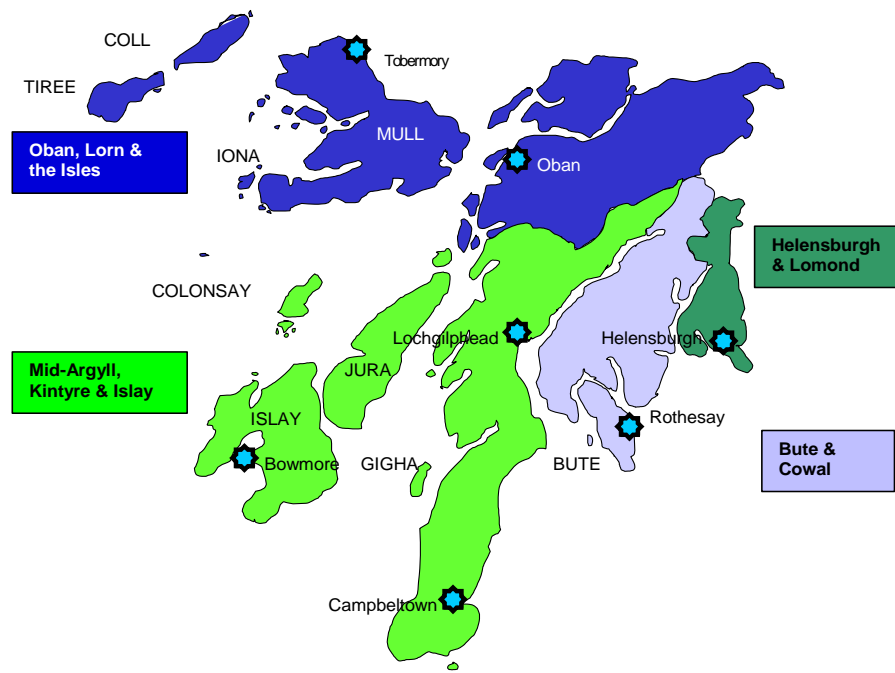 COLL
Tobermory
TIREE
MULL
Oban, Lorn &
the Isles
IONA
Oban
Helensburgh
& Lomond
COLONSAY
Lochgilphead
Helensburgh
Mid-Argyll,
Kintyre & Islay
JURA
ISLAY
Rothesay
Bowmore
GIGHA
BUTE
Bute &
Cowal
Campbeltown